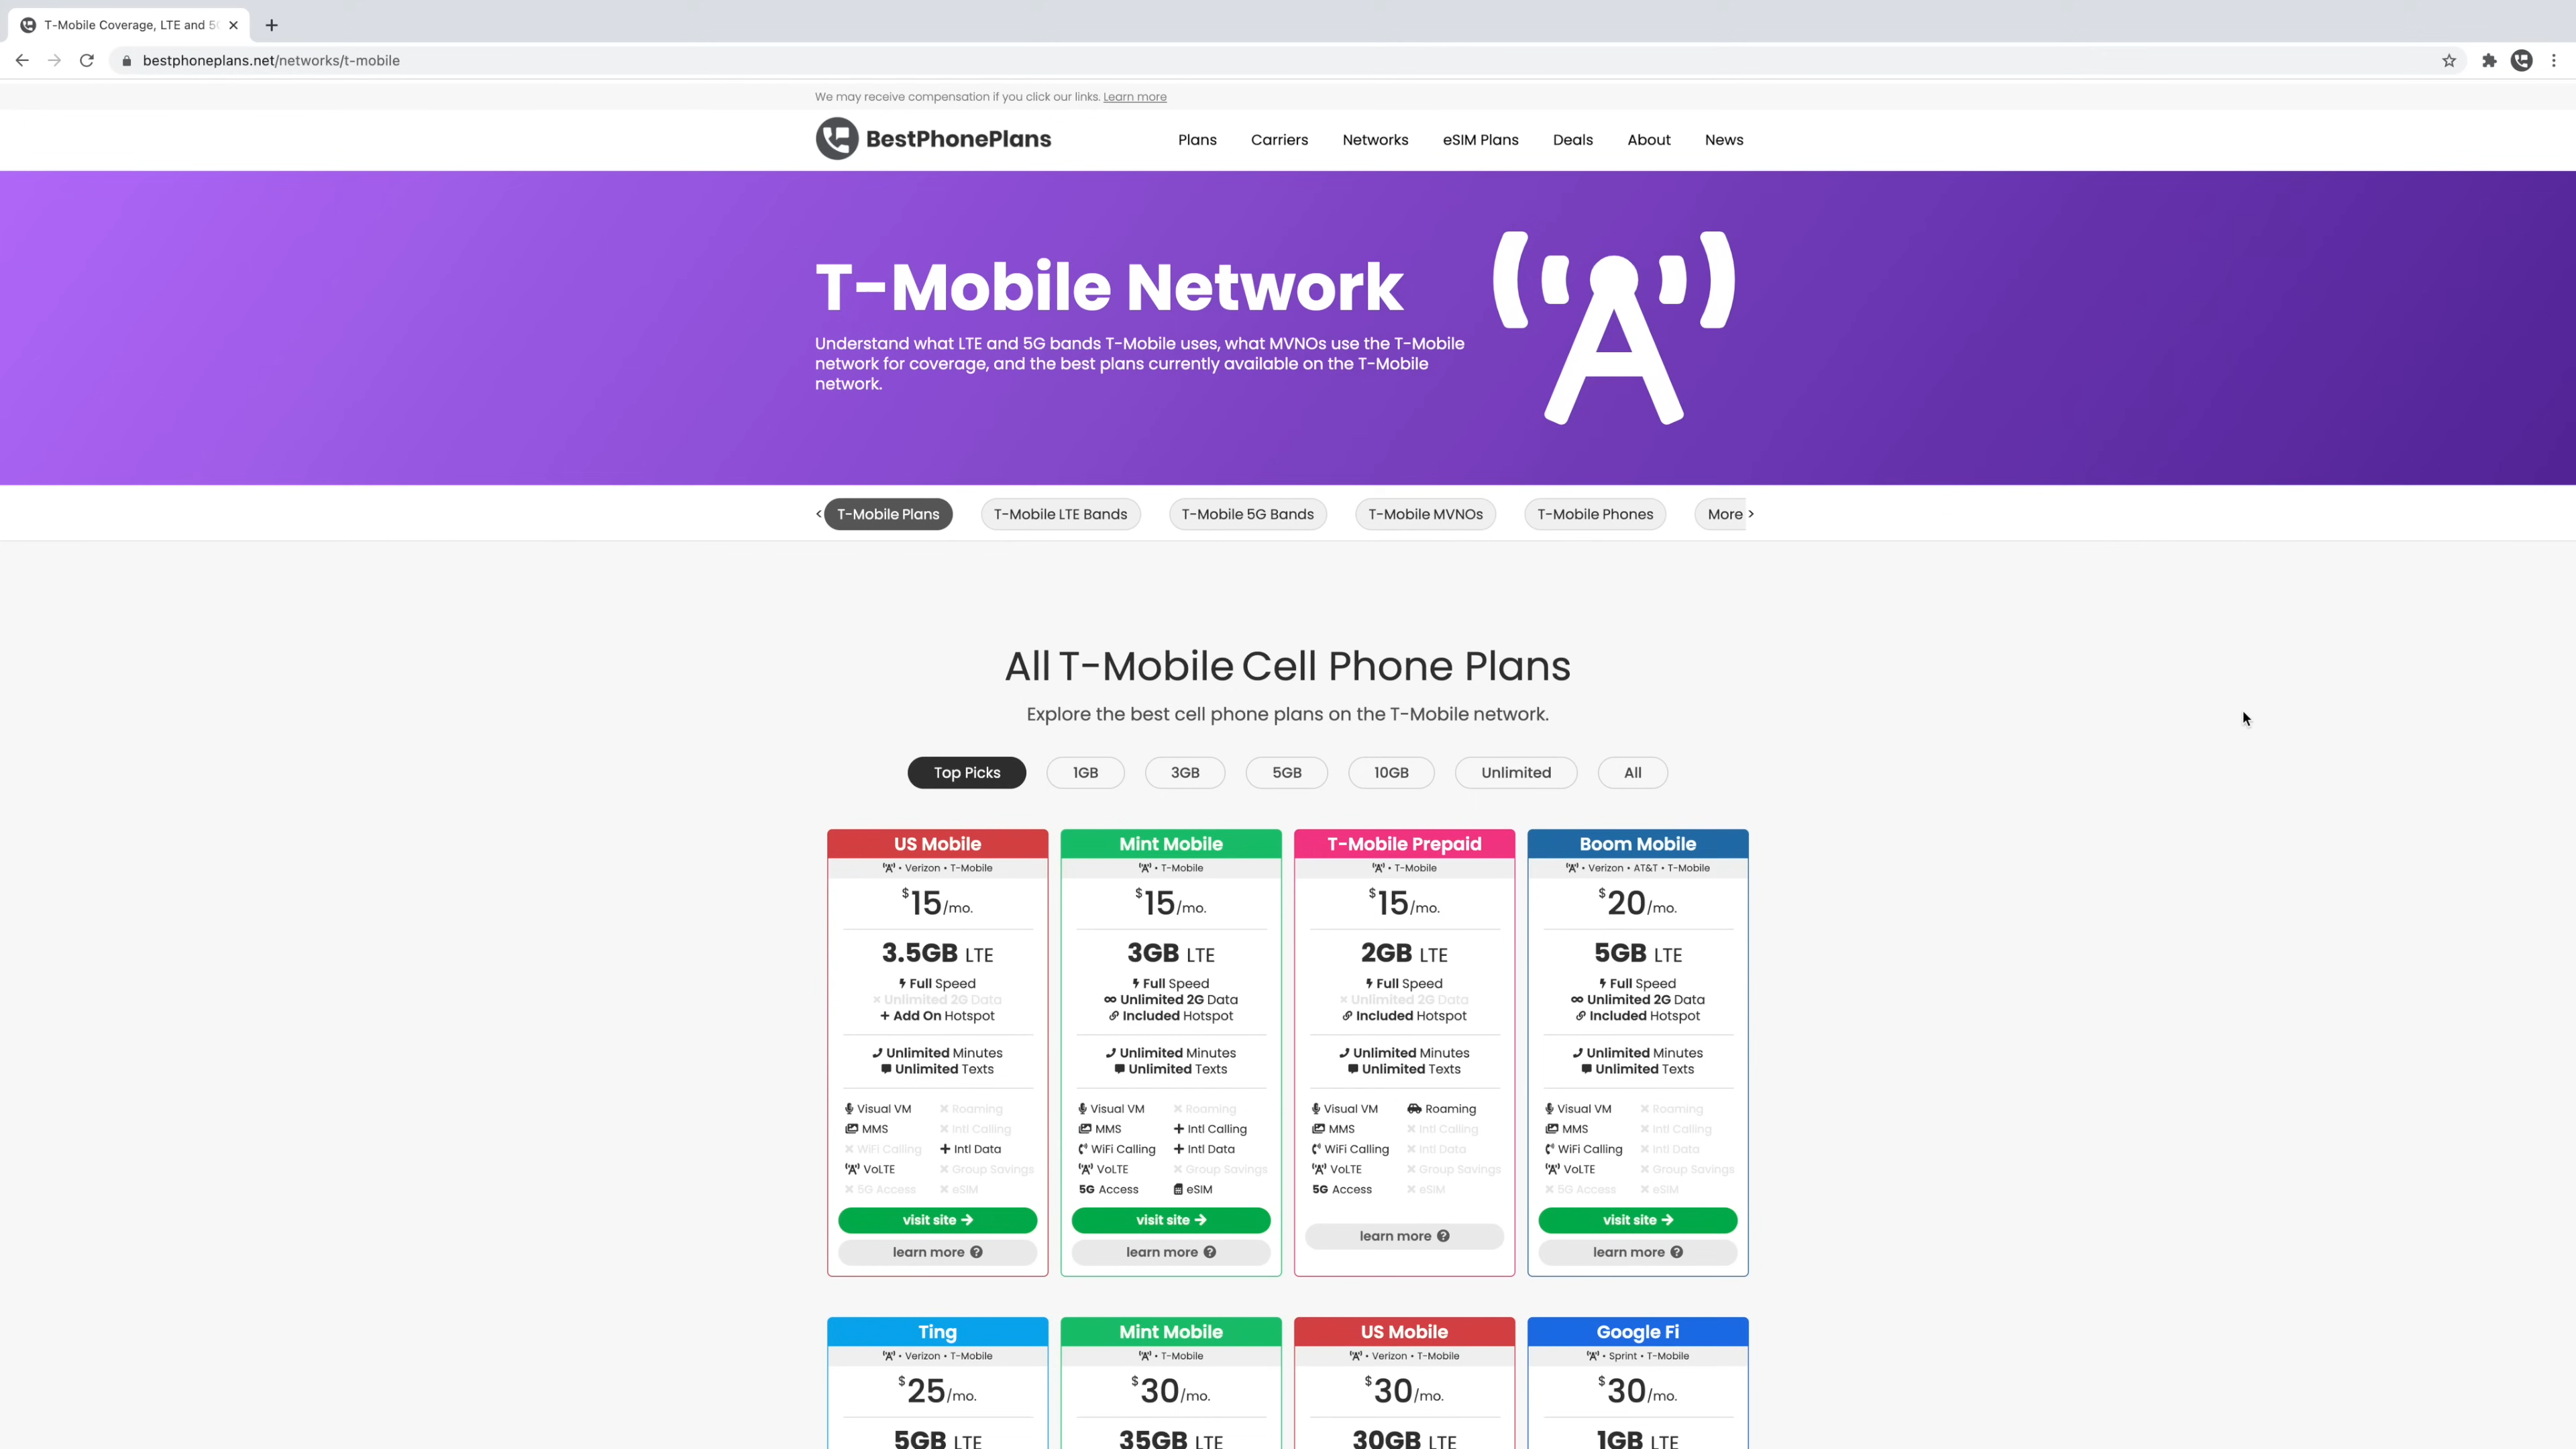 T-Mobile Coverage, LTE and 5G
bestphoneplans.net/networks/t-mobile
We may receive compensation if you click our links. Learn more
BestPhonePlans
Plans Carriers Networks eSIM Plans Deals About News
T-Mobile Network
Understand what LTE and 5G bands T-Mobile uses, what MVNOs use the T-Mobile
network for coverage, and the best plans currently available on the T-Mobile
network.
< T-Mobile Plans T-Mobile LTE Bands T-Mobile 5G Bands T-Mobile MVNOs T-Mobile Phones More >
All T-Mobile Cell Phone Plans
Explore the best cell phone plans on the T-Mobile network.
Top Picks 1GB 3GB 5GB 10GB Unlimited All
US Mobile
• Verizon • T-Mobile
$15/mo.
3.5GB LTE
Full Speed
× Unlimited 2G Data
+ Add On Hotspot
Unlimited Minutes
Unlimited Texts
Visual VM × Roaming
MMS × Intl Calling
× WiFi Calling + Intl Data
VoLTE × Group Savings
× 5G Access × eSIM
visit site →
learn more ?
Mint Mobile
• T-Mobile
$15/mo.
3GB LTE
Full Speed
∞ Unlimited 2G Data
Included Hotspot
Unlimited Minutes
Unlimited Texts
Visual VM × Roaming
MMS + Intl Calling
WiFi Calling + Intl Data
VoLTE × Group Savings
5G Access eSIM
visit site →
learn more ?
T-Mobile Prepaid
• T-Mobile
$15/mo.
2GB LTE
Full Speed
× Unlimited 2G Data
Included Hotspot
Unlimited Minutes
Unlimited Texts
Visual VM Roaming
MMS × Intl Calling
WiFi Calling × Intl Data
VoLTE × Group Savings
5G Access × eSIM
learn more ?
Boom Mobile
• Verizon • AT&T • T-Mobile
$20/mo.
5GB LTE
Full Speed
∞ Unlimited 2G Data
Included Hotspot
Unlimited Minutes
Unlimited Texts
Visual VM × Roaming
MMS × Intl Calling
WiFi Calling × Intl Data
VoLTE × Group Savings
× 5G Access × eSIM
visit site →
learn more ?
Ting
• Verizon • T-Mobile
$25/mo.
5GB LTE
Mint Mobile
• T-Mobile
$30/mo.
35GB LTE
US Mobile
• Verizon • T-Mobile
$30/mo.
30GB LTE
Google Fi
• Sprint • T-Mobile
$30/mo.
1GB LTE